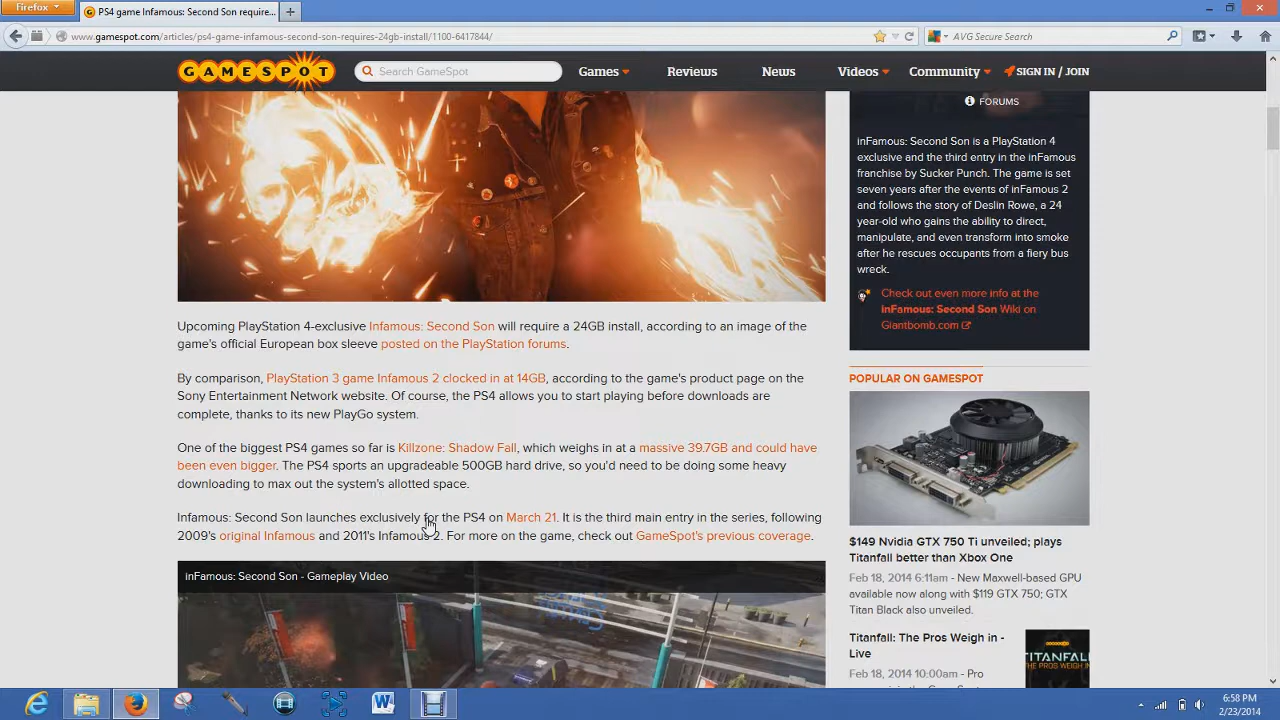 Firefox
PS4 game Infamous: Second Son require...
www.gamespot.com/articles/ps4-game-infamous-second-son-requires-24gb-install/1100-6417844/
AVG Secure Search
GAMESPOT
Search GameSpot
Games
Reviews
News
Videos
Community
SIGN IN / JOIN
FORUMS
inFamous: Second Son is a PlayStation 4
exclusive and the third entry in the inFamous
franchise by Sucker Punch. The game is set
seven years after the events of inFamous 2
and follows the story of Deslin Rowe, a 24
year-old who gains the ability to direct,
manipulate, and even transform into smoke
after he rescues occupants from a fiery bus
wreck.
Check out even more info at the
inFamous: Second Son Wiki on
Giantbomb.com
Upcoming PlayStation 4-exclusive Infamous: Second Son will require a 24GB install, according to an image of the
game's official European box sleeve posted on the PlayStation forums.
By comparison, PlayStation 3 game Infamous 2 clocked in at 14GB, according to the game's product page on the
Sony Entertainment Network website. Of course, the PS4 allows you to start playing before downloads are
complete, thanks to its new PlayGo system.
One of the biggest PS4 games so far is Killzone: Shadow Fall, which weighs in at a massive 39.7GB and could have
been even bigger. The PS4 sports an upgradeable 500GB hard drive, so you'd need to be doing some heavy
downloading to max out the system's allotted space.
Infamous: Second Son launches exclusively for the PS4 on March 21. It is the third main entry in the series, following
2009's original Infamous and 2011's Infamous 2. For more on the game, check out GameSpot's previous coverage.
inFamous: Second Son - Gameplay Video
POPULAR ON GAMESPOT
$149 Nvidia GTX 750 Ti unveiled; plays
Titanfall better than Xbox One
Feb 18, 2014 6:11am - New Maxwell-based GPU
available now along with $119 GTX 750; GTX
Titan Black also unveiled.
Titanfall: The Pros Weigh in -
Live
Feb 18, 2014 10:00am - Pro
TITANFALL
THE PROS WEIGH IN
6:58 PM
2/23/2014